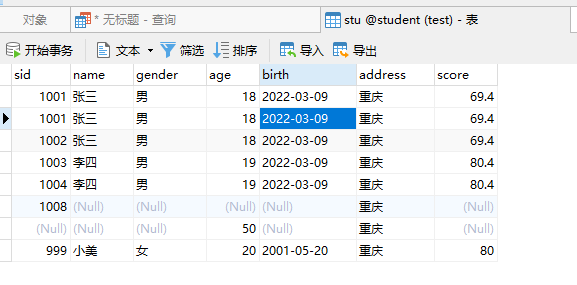 对象 * 无标题 - 查询 stu @student (test) - 表
开始事务 文本 筛选 排序 导入 导出
sid name gender age birth address score
1001 张三 男 18 2022-03-09 重庆 69.4
1001 张三 男 18 2022-03-09 重庆 69.4
1002 张三 男 18 2022-03-09 重庆 69.4
1003 李四 男 19 2022-03-09 重庆 80.4
1004 李四 男 19 2022-03-09 重庆 80.4
1008 (Null) (Null) (Null) (Null) 重庆 (Null)
(Null) (Null) (Null) 50 (Null) 重庆 (Null)
999 小美 女 20 2001-05-20 重庆 80